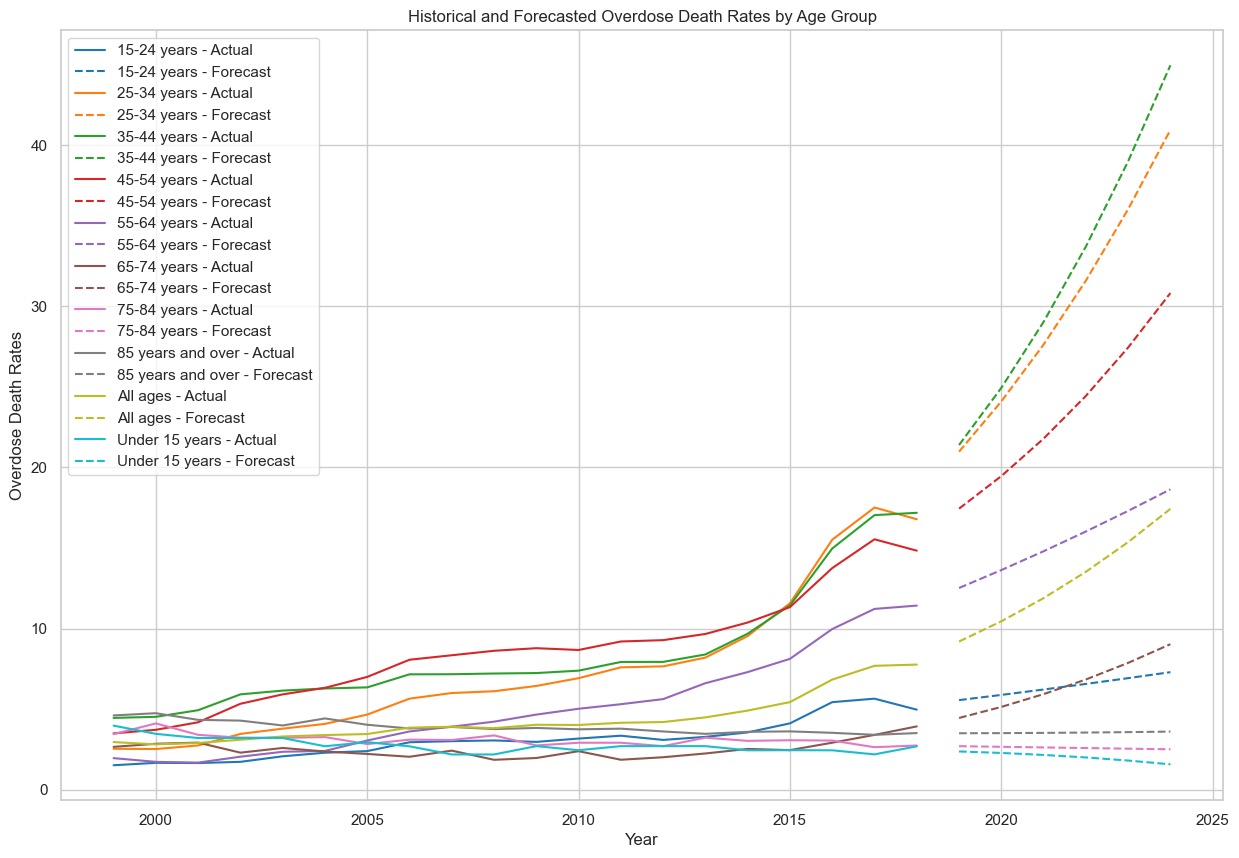 Historical and Forecasted Overdose Death Rates by Age Group
15-24 years - Actual
15-24 years - Forecast
25-34 years - Actual
25-34 years - Forecast
35-44 years - Actual
35-44 years - Forecast
45-54 years - Actual
45-54 years - Forecast
55-64 years - Actual
55-64 years - Forecast
65-74 years - Actual
65-74 years - Forecast
75-84 years - Actual
75-84 years - Forecast
85 years and over - Actual
85 years and over - Forecast
All ages - Actual
All ages - Forecast
Under 15 years - Actual
Under 15 years - Forecast
Overdose Death Rates
40
30
20
10
0
2000 2005 2010 2015 2020 2025
Year